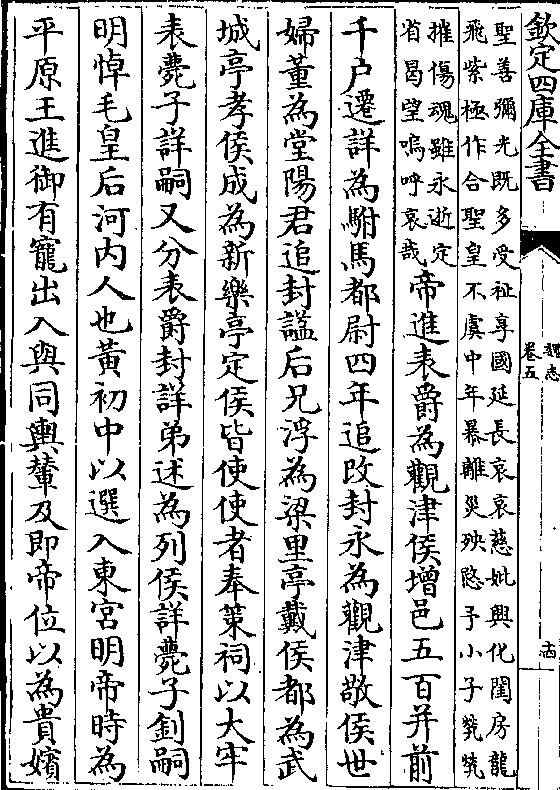 欽定四庫全書
魏志
卷五
聖善彌光既多受祉享國延長哀哀慈妣興化閨房龍
飛紫極作合聖皇不虞中年暴離災殃愍予小子煢煢
摧傷魂雖永逝定
省曷望嗚呼哀哉
帝進表爵為觀津侯增邑五百并前
千户遷詳為駙馬都尉四年追改封永為觀津敬侯世
婦董為堂陽君追封諡后兄浮為梁里亭戴侯都為武
城亭孝侯成為新樂亭定侯皆使使者奉策祠以大牢
表薨子詳嗣又分表爵封詳弟述為列侯詳薨子釗嗣
明悼毛皇后河内人也黃初中以選入東宮明帝時為
平原王進御有寵出入與同輿輦及即帝位以為貴嬪